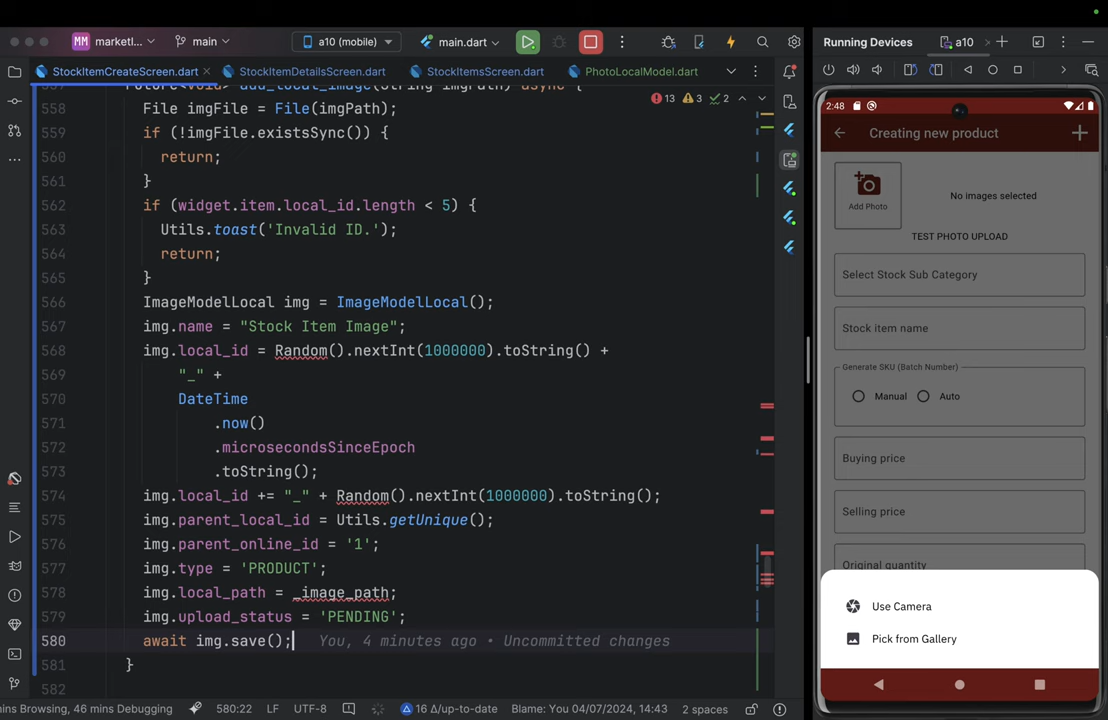 MM marketl...
main
a10 (mobile)
main.dart
Running Devices
a10
StockItemCreateScreen.dart
StockItemDetailsScreen.dart
StockItemsScreen.dart
PhotoLocalModel.dart
Future<void> add_local_image(String imgPath) async {
13
3
2
558 File imgFile = File(imgPath);
559 if (!imgFile.existsSync()) {
560 return;
561 }
562 if (widget.item.local_id.length < 5) {
563 Utils.toast('Invalid ID.');
564 return;
565 }
566 ImageModelLocal img = ImageModelLocal();
567 img.name = "Stock Item Image";
568 img.local_id = Random().nextInt(1000000).toString() +
569 "_" +
570 DateTime
571 .now()
572 .microsecondsSinceEpoch
573 .toString();
574 img.local_id += "_" + Random().nextInt(1000000).toString();
575 img.parent_local_id = Utils.getUnique();
576 img.parent_online_id = '1';
577 img.type = 'PRODUCT';
578 img.local_path = _image_path;
579 img.upload_status = 'PENDING';
580 await img.save(); You, 4 minutes ago • Uncommitted changes
581 }
582
mins Browsing, 46 mins Debugging
580:22
LF
UTF-8
16 Δ/up-to-date
Blame: You 04/07/2024, 14:43
2 spaces
2:48
Creating new product
Add Photo
No images selected
TEST PHOTO UPLOAD
Select Stock Sub Category
Stock item name
Generate SKU (Batch Number)
Manual
Auto
Buying price
Selling price
Original quantity
Use Camera
Pick from Gallery